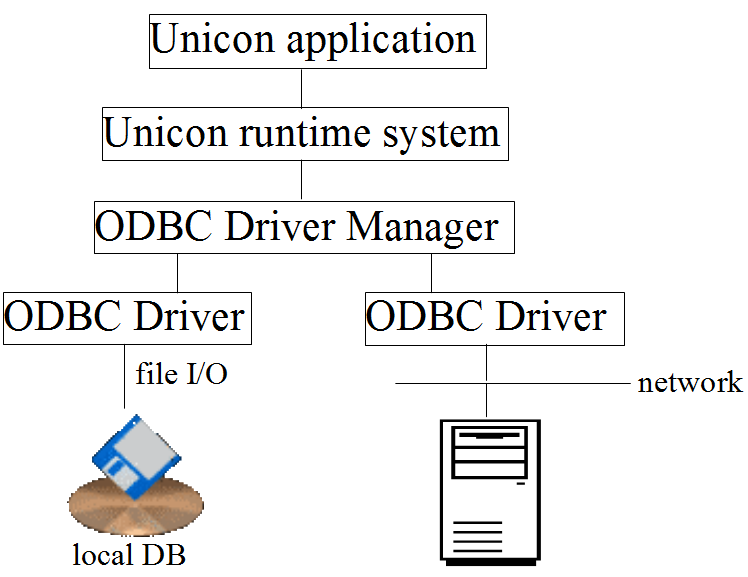 Unicon application
Unicon runtime system
ODBC Driver Manager
ODBC Driver
ODBC Driver
file I/O
network
local DB